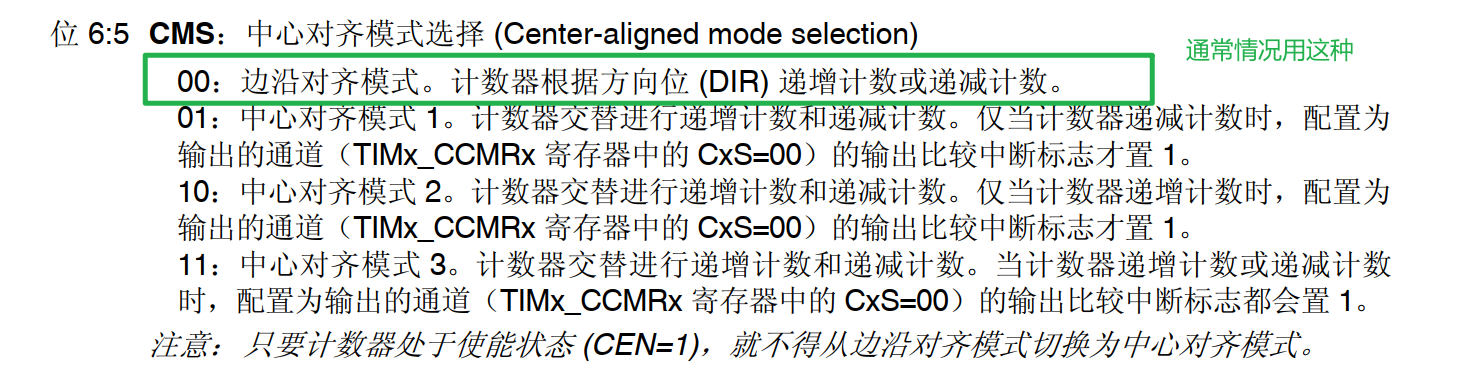 位 6:5 CMS：中心对齐模式选择 (Center-aligned mode selection)
通常情况用这种
00：边沿对齐模式。计数器根据方向位 (DIR) 递增计数或递减计数。
01：中心对齐模式 1。计数器交替进行递增计数和递减计数。仅当计数器递减计数时，配置为
输出的通道（TIMx_CCMRx 寄存器中的 CxS=00）的输出比较中断标志才置 1。
10：中心对齐模式 2。计数器交替进行递增计数和递减计数。仅当计数器递增计数时，配置为
输出的通道（TIMx_CCMRx 寄存器中的 CxS=00）的输出比较中断标志才置 1。
11：中心对齐模式 3。计数器交替进行递增计数和递减计数。当计数器递增计数或递减计数
时，配置为输出的通道（TIMx_CCMRx 寄存器中的 CxS=00）的输出比较中断标志都会置 1。
注意：只要计数器处于使能状态 (CEN=1)，就不得从边沿对齐模式切换为中心对齐模式。